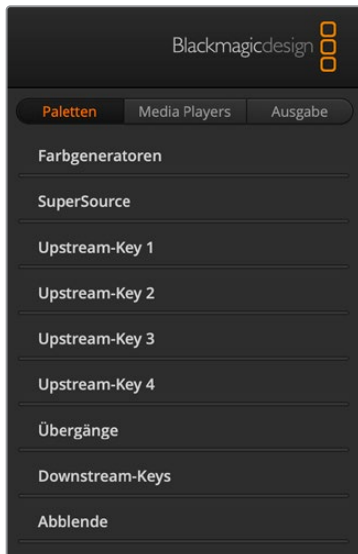 Blackmagicdesign
Paletten Media Players Ausgabe
Farbgeneratoren
SuperSource
Upstream-Key 1
Upstream-Key 2
Upstream-Key 3
Upstream-Key 4
Übergänge
Downstream-Keys
Abblende